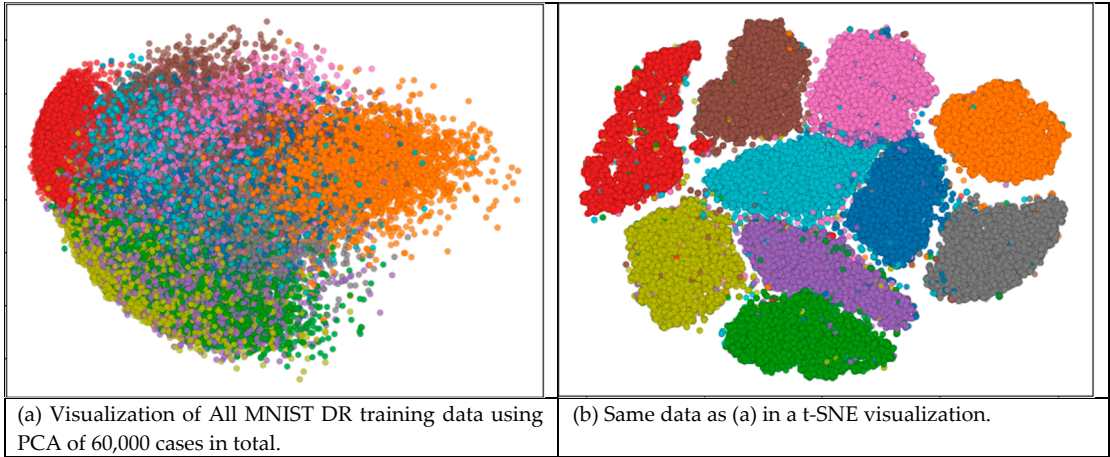 (a) Visualization of All MNIST DR training data using
PCA of 60,000 cases in total.
(b) Same data as (a) in a t-SNE visualization.